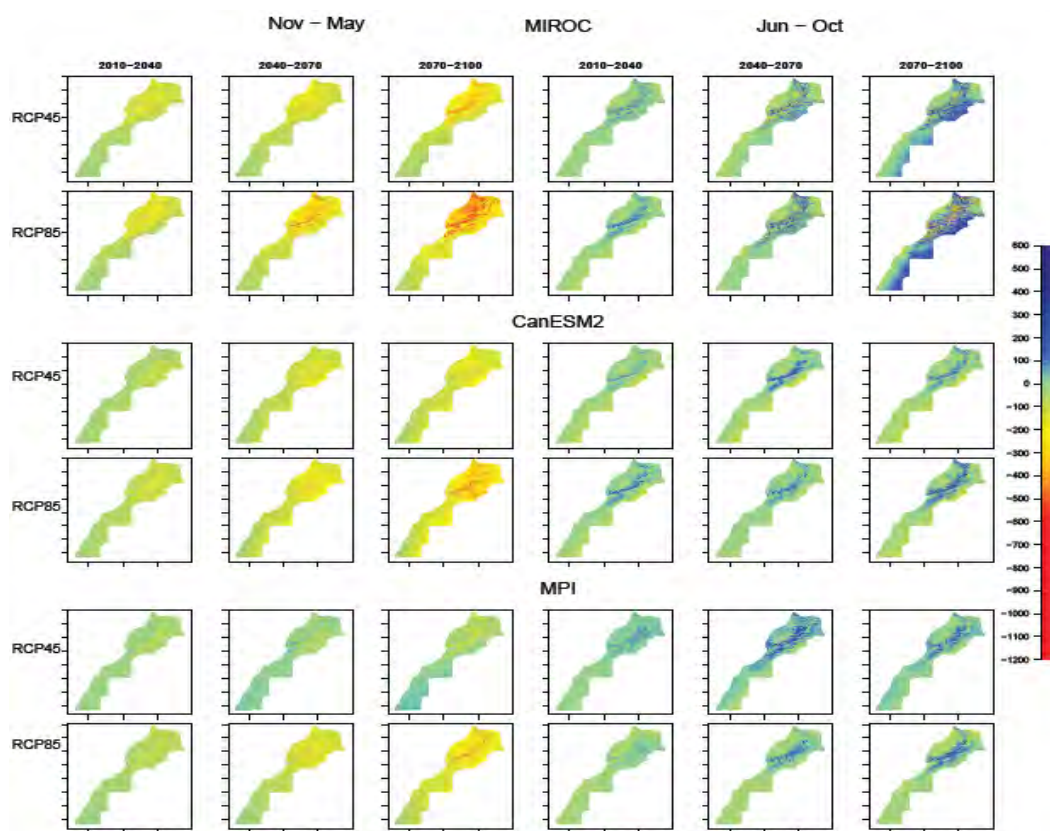 Nov – May MIROC Jun – Oct
2010–2040 2040–2070 2070–2100 2010–2040 2040–2070 2070–2100
RCP45
RCP85
CanESM2
RCP45
RCP85
MPI
RCP45
RCP85
600
500
400
300
200
100
0
–100
–200
–300
–400
–500
–600
–700
–800
–900
–1000
–1100
–1200